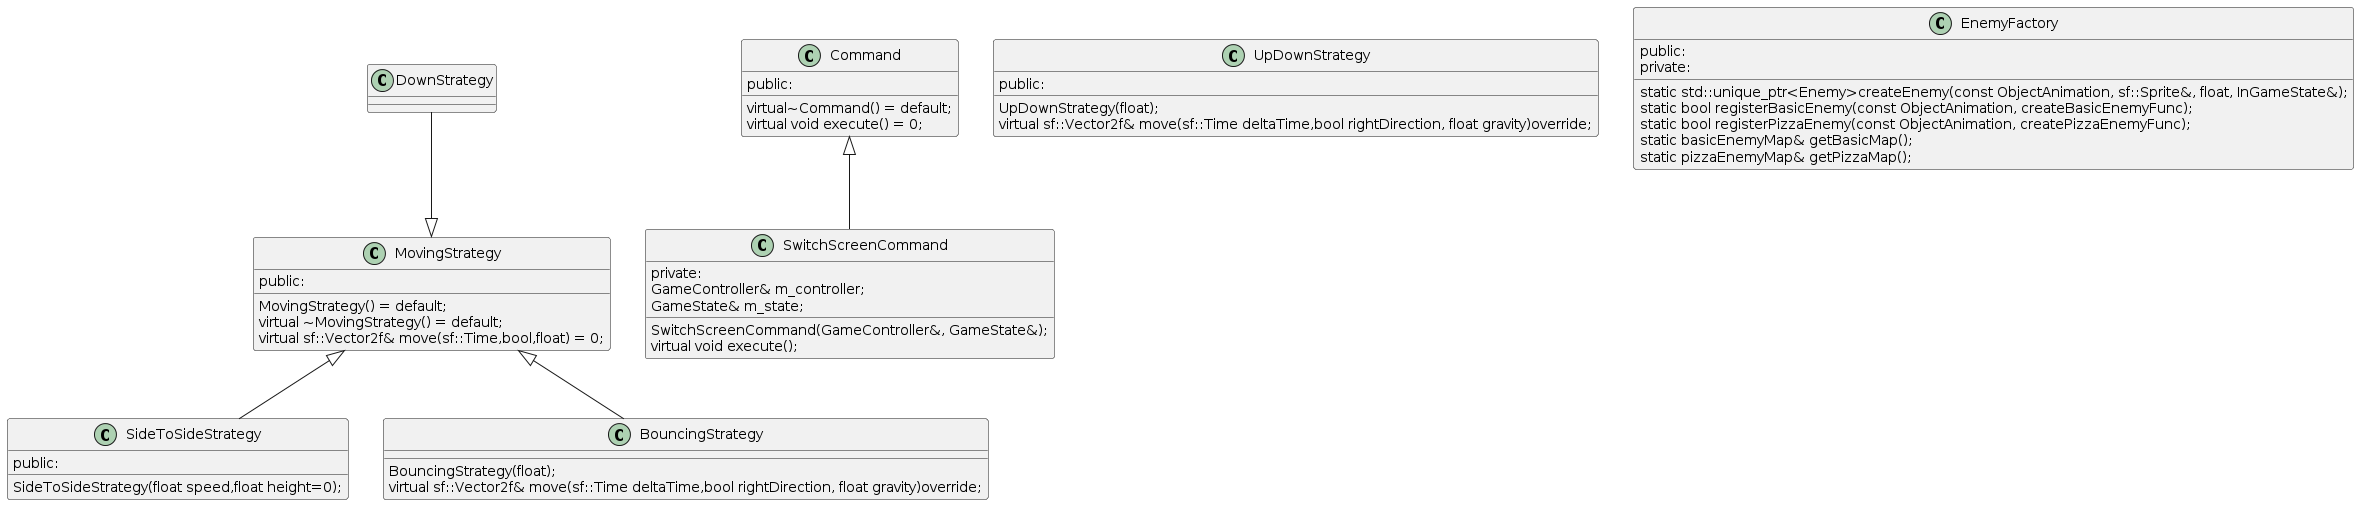 C DownStrategy
C MovingStrategy
public:
MovingStrategy() = default;
virtual ~MovingStrategy() = default;
virtual sf::Vector2f& move(sf::Time,bool,float) = 0;
C SideToSideStrategy
public:
SideToSideStrategy(float speed,float height=0);
C BouncingStrategy
BouncingStrategy(float);
virtual sf::Vector2f& move(sf::Time deltaTime,bool rightDirection, float gravity)override;
C Command
public:
virtual~Command() = default;
virtual void execute() = 0;
C SwitchScreenCommand
private:
GameController& m_controller;
GameState& m_state;
SwitchScreenCommand(GameController&, GameState&);
virtual void execute();
C UpDownStrategy
public:
UpDownStrategy(float);
virtual sf::Vector2f& move(sf::Time deltaTime,bool rightDirection, float gravity)override;
C EnemyFactory
public:
private:
static std::unique_ptr<Enemy>createEnemy(const ObjectAnimation, sf::Sprite&, float, InGameState&);
static bool registerBasicEnemy(const ObjectAnimation, createBasicEnemyFunc);
static bool registerPizzaEnemy(const ObjectAnimation, createPizzaEnemyFunc);
static basicEnemyMap& getBasicMap();
static pizzaEnemyMap& getPizzaMap();